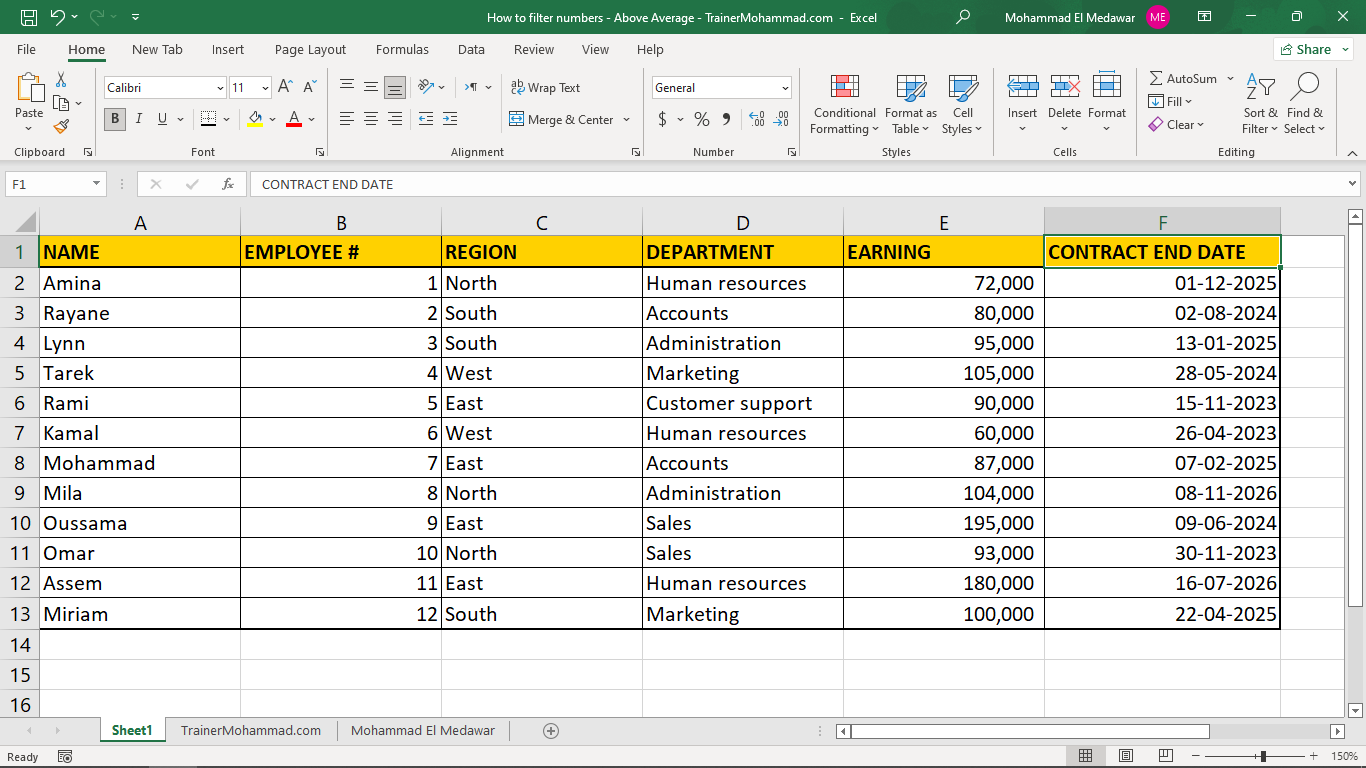 How to filter numbers - Above Average - TrainerMohammad.com - Excel
Mohammad El Medawar ME
File Home New Tab Insert Page Layout Formulas Data Review View Help Share
Paste
Calibri 11
B I U A A A
ab Wrap Text
Merge & Center
General
$ % 9 .00 .00
Conditional Formatting
Format as Table
Cell Styles
Insert Delete Format
AutoSum
Fill
Clear
Sort & Filter
Find & Select
Clipboard Font Alignment Number Styles Cells Editing
F1 fx CONTRACT END DATE
A B C D E F
1 NAME EMPLOYEE # REGION DEPARTMENT EARNING CONTRACT END DATE
2 Amina 1 North Human resources 72,000 01-12-2025
3 Rayane 2 South Accounts 80,000 02-08-2024
4 Lynn 3 South Administration 95,000 13-01-2025
5 Tarek 4 West Marketing 105,000 28-05-2024
6 Rami 5 East Customer support 90,000 15-11-2023
7 Kamal 6 West Human resources 60,000 26-04-2023
8 Mohammad 7 East Accounts 87,000 07-02-2025
9 Mila 8 North Administration 104,000 08-11-2026
10 Oussama 9 East Sales 195,000 09-06-2024
11 Omar 10 North Sales 93,000 30-11-2023
12 Assem 11 East Human resources 180,000 16-07-2026
13 Miriam 12 South Marketing 100,000 22-04-2025
14
15
16
Sheet1 TrainerMohammad.com Mohammad El Medawar
Ready 150%